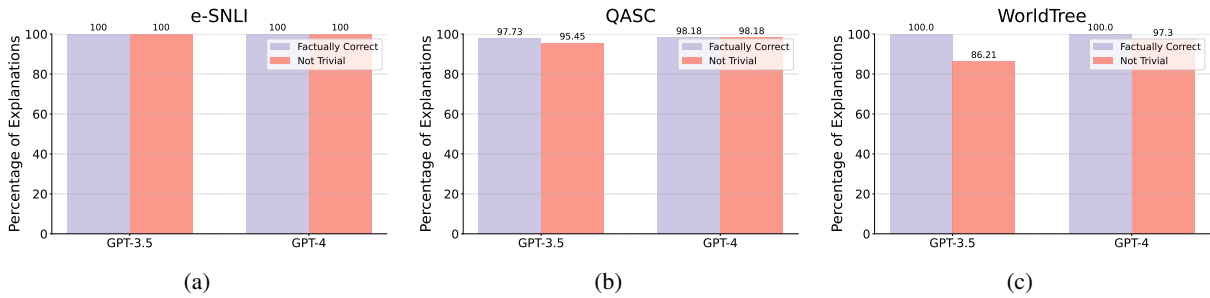 e-SNLI
Percentage of Explanations
100
80
60
40
20
0
100
100
100
100
Factually Correct
Not Trivial
GPT-3.5
GPT-4
(a)
QASC
Percentage of Explanations
100
80
60
40
20
0
97.73
95.45
98.18
98.18
Factually Correct
Not Trivial
GPT-3.5
GPT-4
(b)
WorldTree
Percentage of Explanations
100
80
60
40
20
0
100.0
86.21
100.0
97.3
Factually Correct
Not Trivial
GPT-3.5
GPT-4
(c)